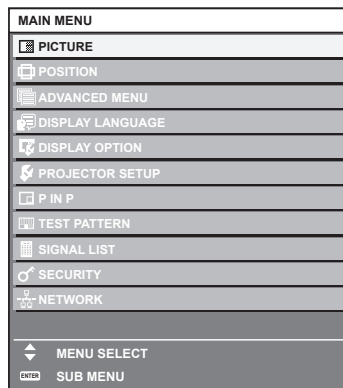 MAIN MENU
PICTURE
POSITION
ADVANCED MENU
DISPLAY LANGUAGE
DISPLAY OPTION
PROJECTOR SETUP
P IN P
TEST PATTERN
SIGNAL LIST
SECURITY
NETWORK
MENU SELECT
ENTER SUB MENU